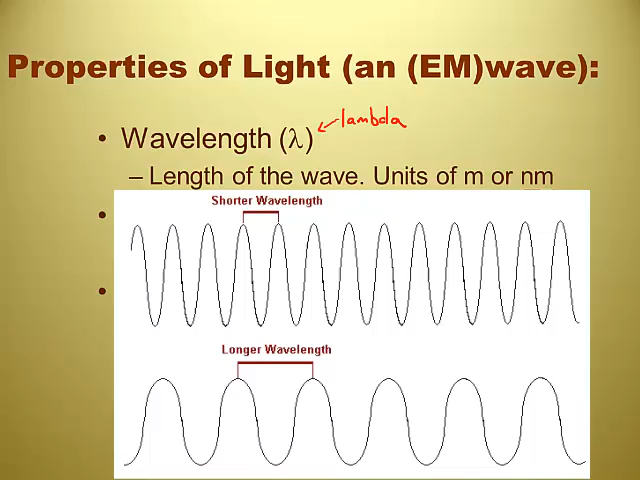 Properties of Light (an (EM)wave):
• Wavelength (λ)
lambda
– Length of the wave. Units of m or nm
•
Shorter Wavelength
•
Longer Wavelength